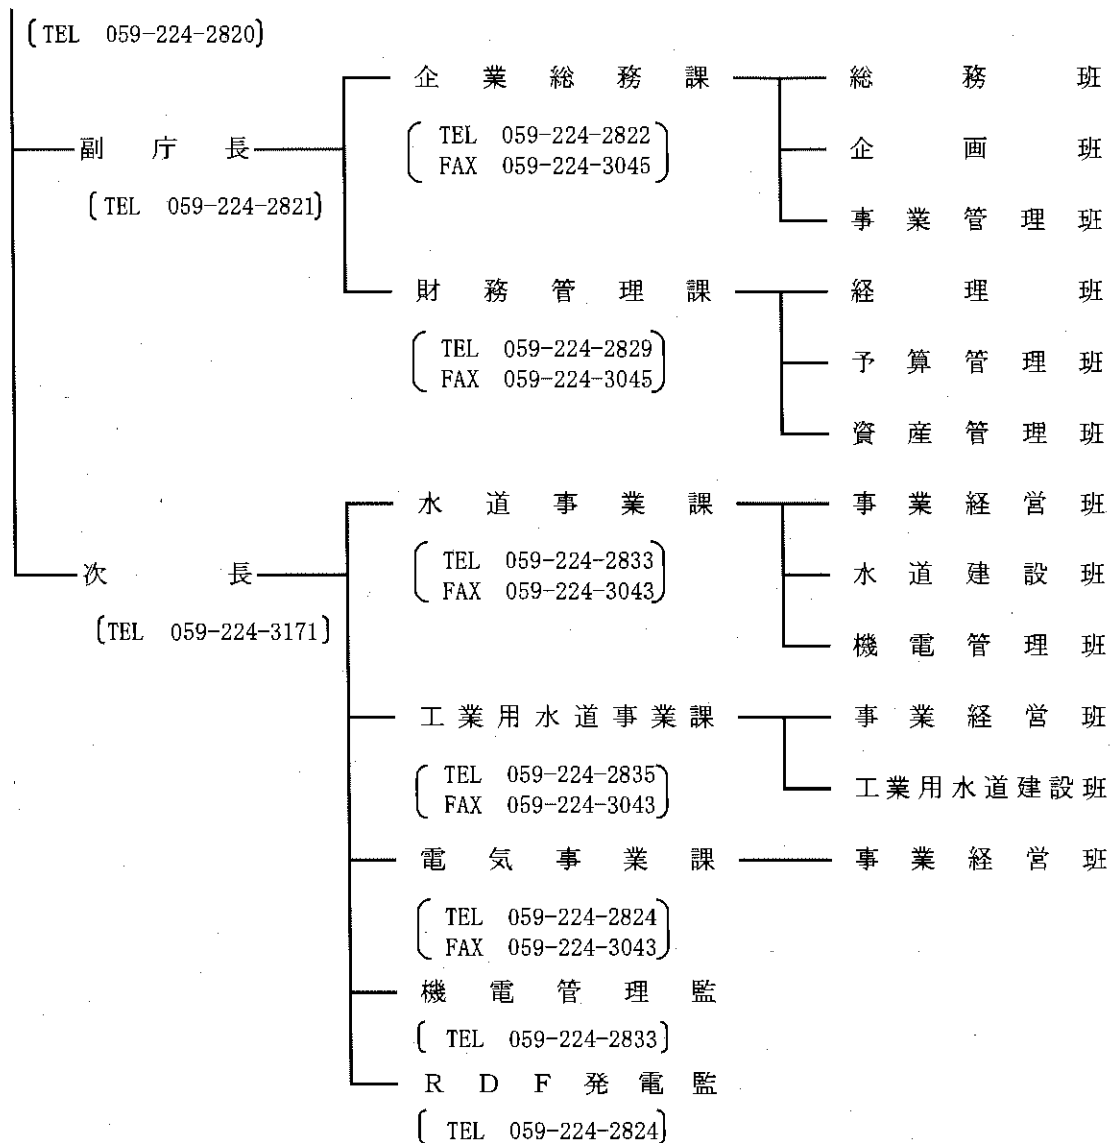 〔TEL 059-224-2820〕
企業総務課 総務班
TEL 059-224-2822
FAX 059-224-3045
副庁長 企画班
〔TEL 059-224-2821〕
事業管理班
財務管理課 経理班
TEL 059-224-2829
FAX 059-224-3045
予算管理班
資産管理班
水道事業課 事業経営班
TEL 059-224-2833
FAX 059-224-3043
次長 水道建設班
〔TEL 059-224-3171〕
機電管理班
工業用水道事業課 事業経営班
TEL 059-224-2835
FAX 059-224-3043
工業用水道建設班
電気事業課 事業経営班
TEL 059-224-2824
FAX 059-224-3043
機電管理監
〔TEL 059-224-2833〕
RDF発電監
〔TEL 059-224-2824〕